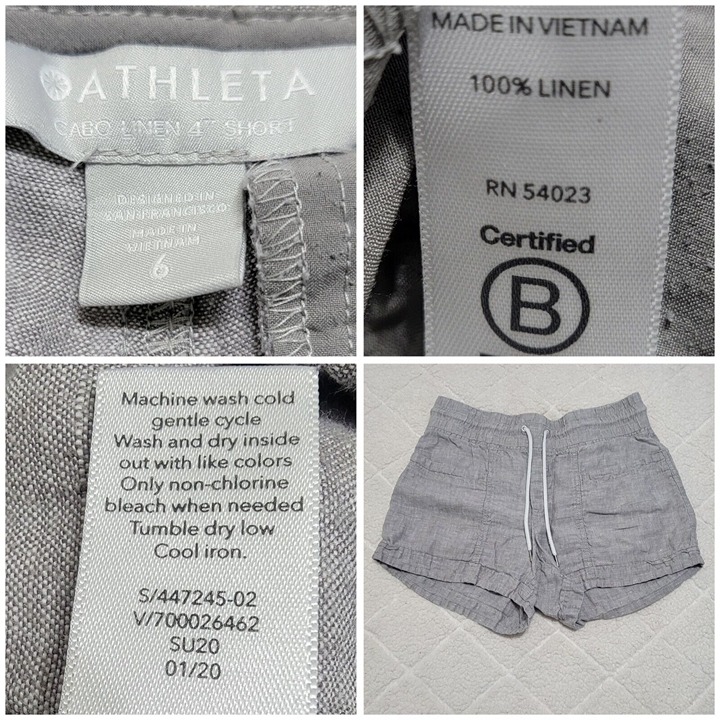 ATHLETA
CABO LINEN 4" SHORT
DESIGNED IN
SAN FRANCISCO
MADE IN
VIETNAM
6
MADE IN VIETNAM
100% LINEN
RN 54023
Certified
B
Machine wash cold
gentle cycle
Wash and dry inside
out with like colors
Only non-chlorine
bleach when needed
Tumble dry low
Cool iron.
S/447245-02
V/700026462
SU20
01/20